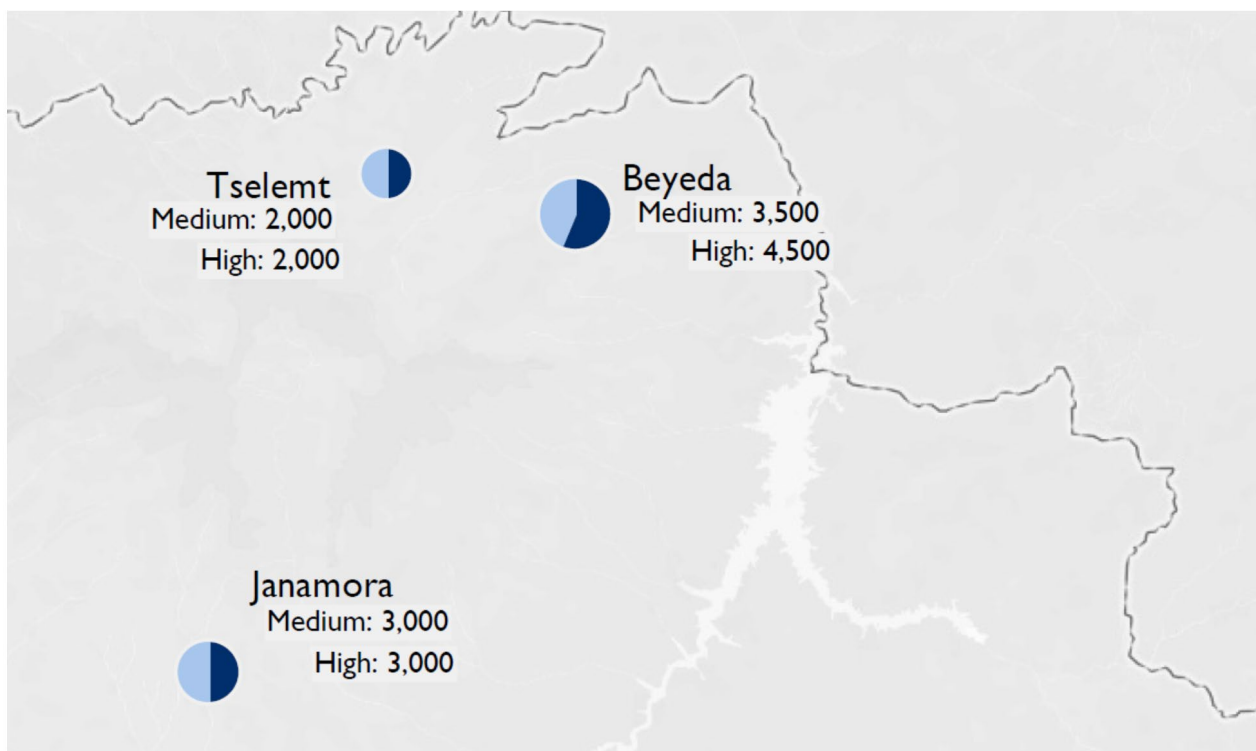 Tselemt
Medium: 2,000
High: 2,000
Beyeda
Medium: 3,500
High: 4,500
Janamora
Medium: 3,000
High: 3,000